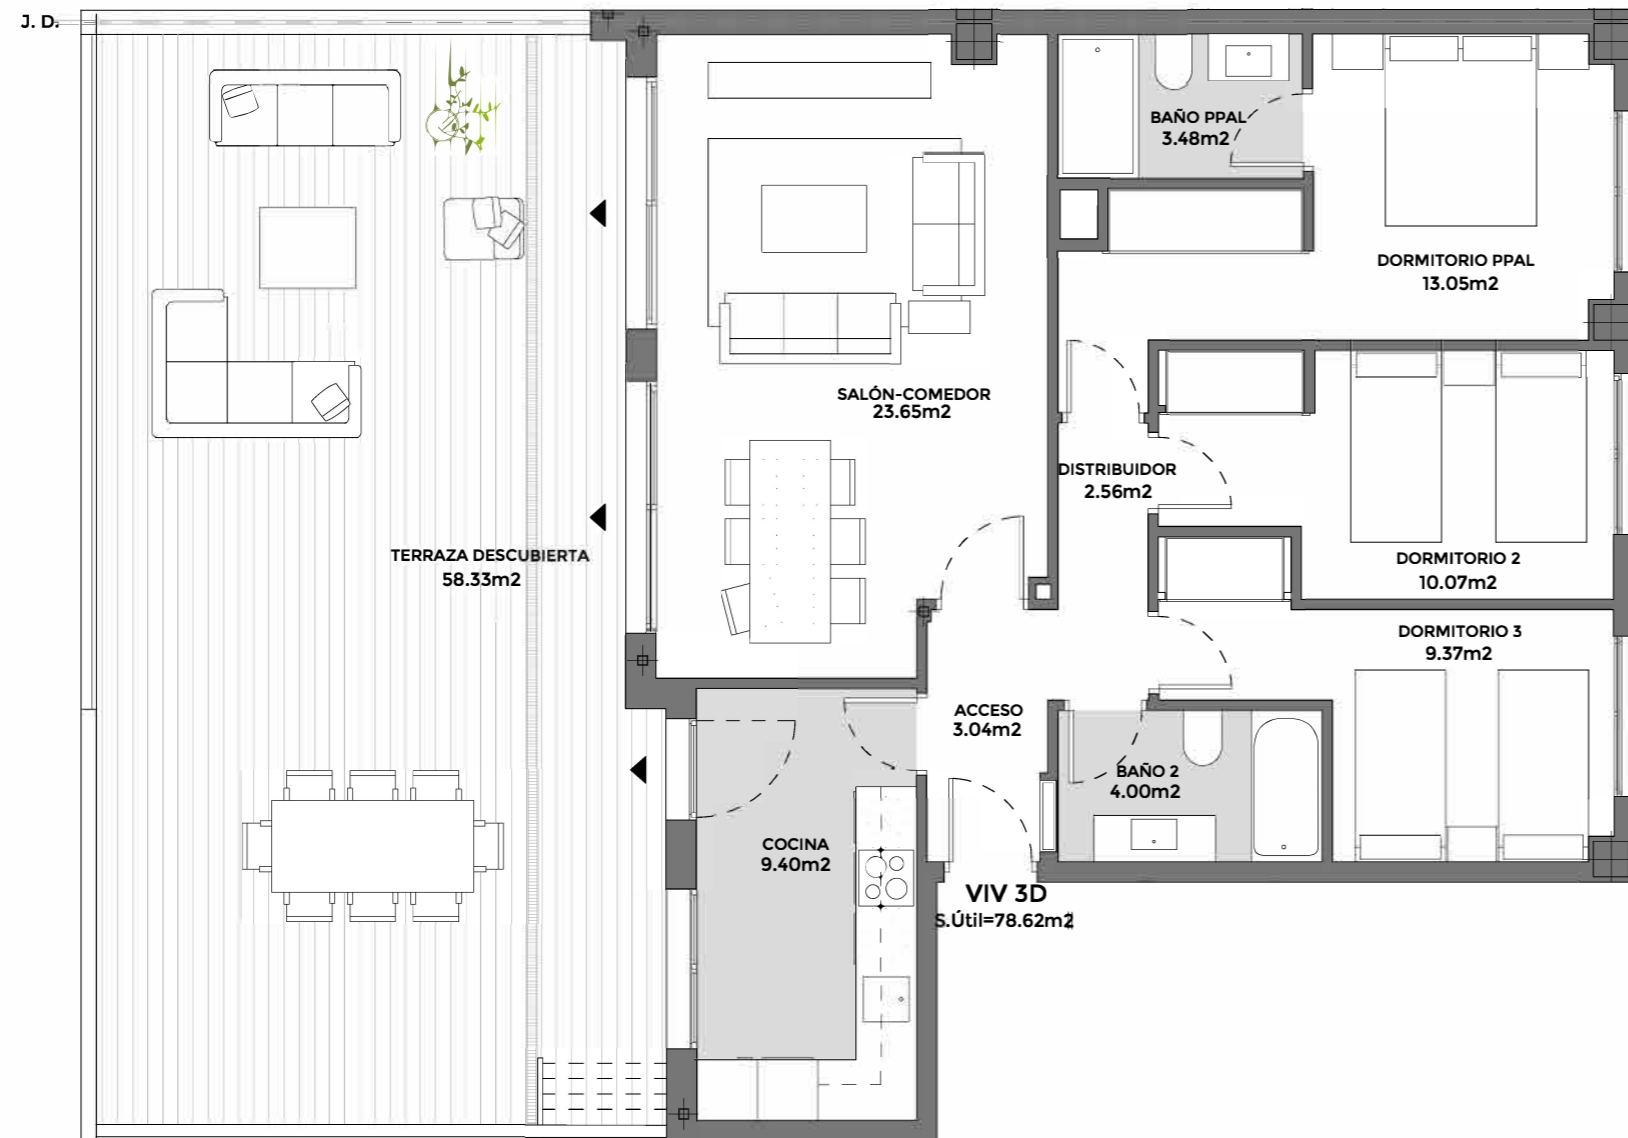 J. D.
BAÑO PPAL
3.48m2
DORMITORIO PPAL
13.05m2
SALÓN-COMEDOR
23.65m2
DISTRIBUIDOR
2.56m2
TERRAZA DESCUBIERTA
58.33m2
DORMITORIO 2
10.07m2
DORMITORIO 3
9.37m2
ACCESO
3.04m2
BAÑO 2
4.00m2
COCINA
9.40m2
VIV 3D
S.Útil=78.62m2